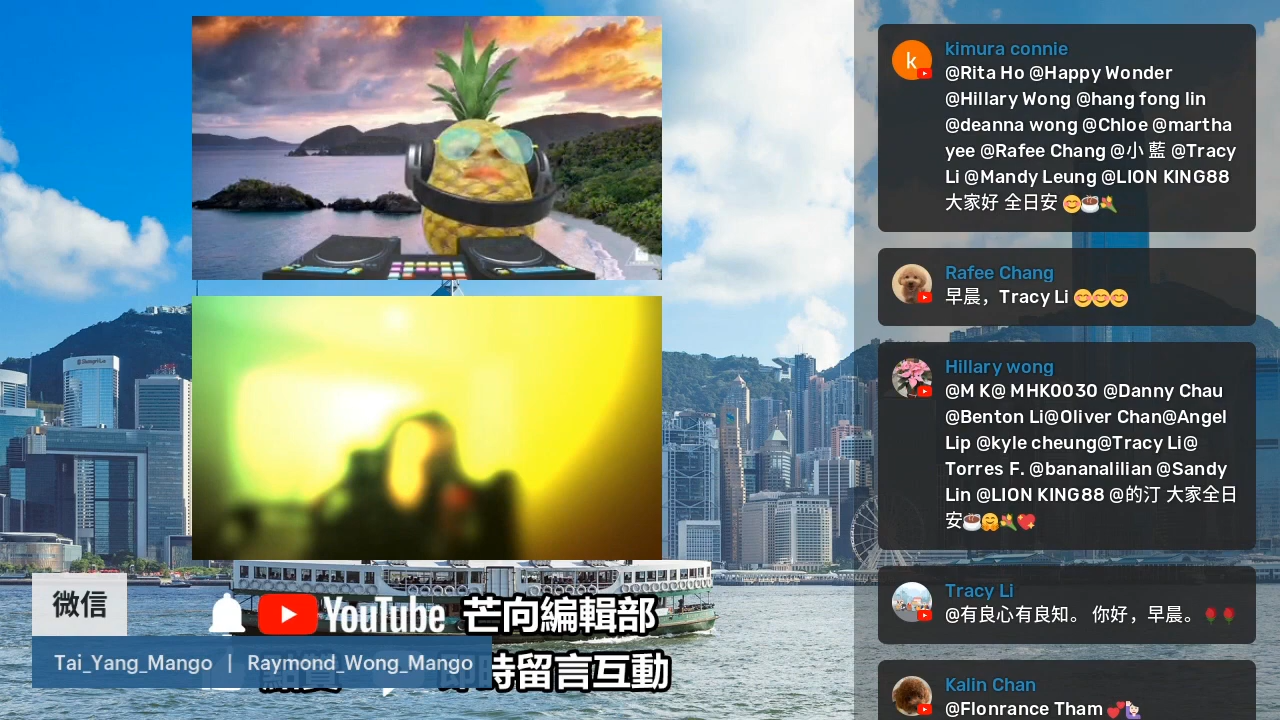 kimura connie
@Rita Ho @Happy Wonder
@Hillary Wong @hang fong lin
@deanna wong @Chloe @martha
yee @Rafee Chang @小 藍 @Tracy
Li @Mandy Leung @LION KING88
大家好 全日安 😊☕💐
Rafee Chang
早晨，Tracy Li 😊😊😊
Hillary wong
@M K@ MHK0030 @Danny Chau
@Benton Li@Oliver Chan@Angel
Lip @kyle cheung@Tracy Li@
Torres F. @bananalilian @Sandy
Lin @LION KING88 @的汀 大家全日
安☕🤗💐💖
Tracy Li
@有良心有良知。 你好，早晨。🌹🌹
Kalin Chan
@Flonrance Tham 💕🙋🏻‍♀️
YouTube 芒向編輯部
微信
Tai_Yang_Mango | Raymond_Wong_Mango
即時留言互動